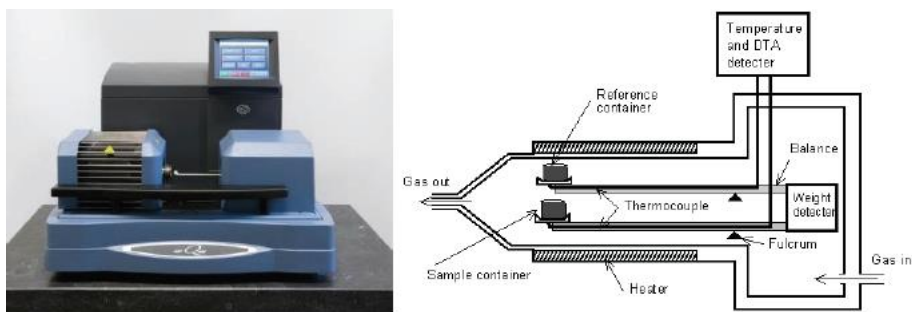 Temperature
and DTA
detecter
Reference
container
Balance
Gas out
Thermocouple
Weight
detecter
Fulcrum
Sample container
Gas in
Heater